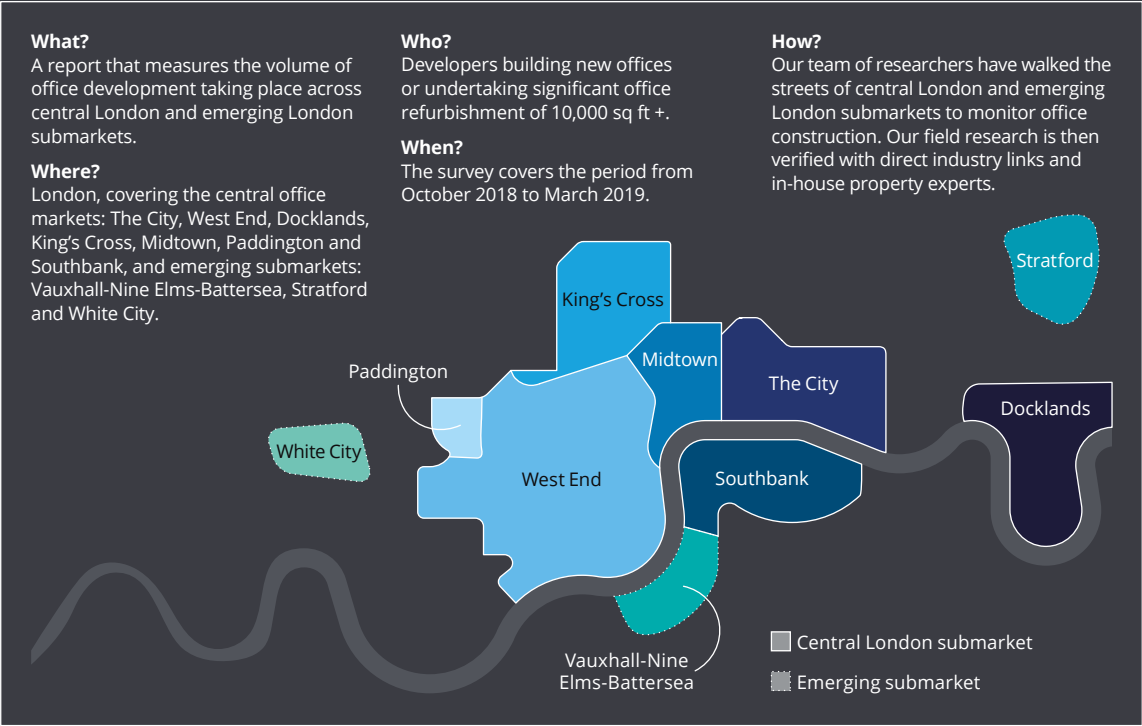 What?
A report that measures the volume of
office development taking place across
central London and emerging London
submarkets.
Where?
London, covering the central office
markets: The City, West End, Docklands,
King’s Cross, Midtown, Paddington and
Southbank, and emerging submarkets:
Vauxhall-Nine Elms-Battersea, Stratford
and White City.
Who?
Developers building new offices
or undertaking significant office
refurbishment of 10,000 sq ft +.
When?
The survey covers the period from
October 2018 to March 2019.
How?
Our team of researchers have walked the
streets of central London and emerging
London submarkets to monitor office
construction. Our field research is then
verified with direct industry links and
in-house property experts.
Stratford
King’s Cross
Midtown
Paddington
The City
Docklands
White City
West End
Southbank
Vauxhall-Nine
Elms-Battersea
Central London submarket
Emerging submarket